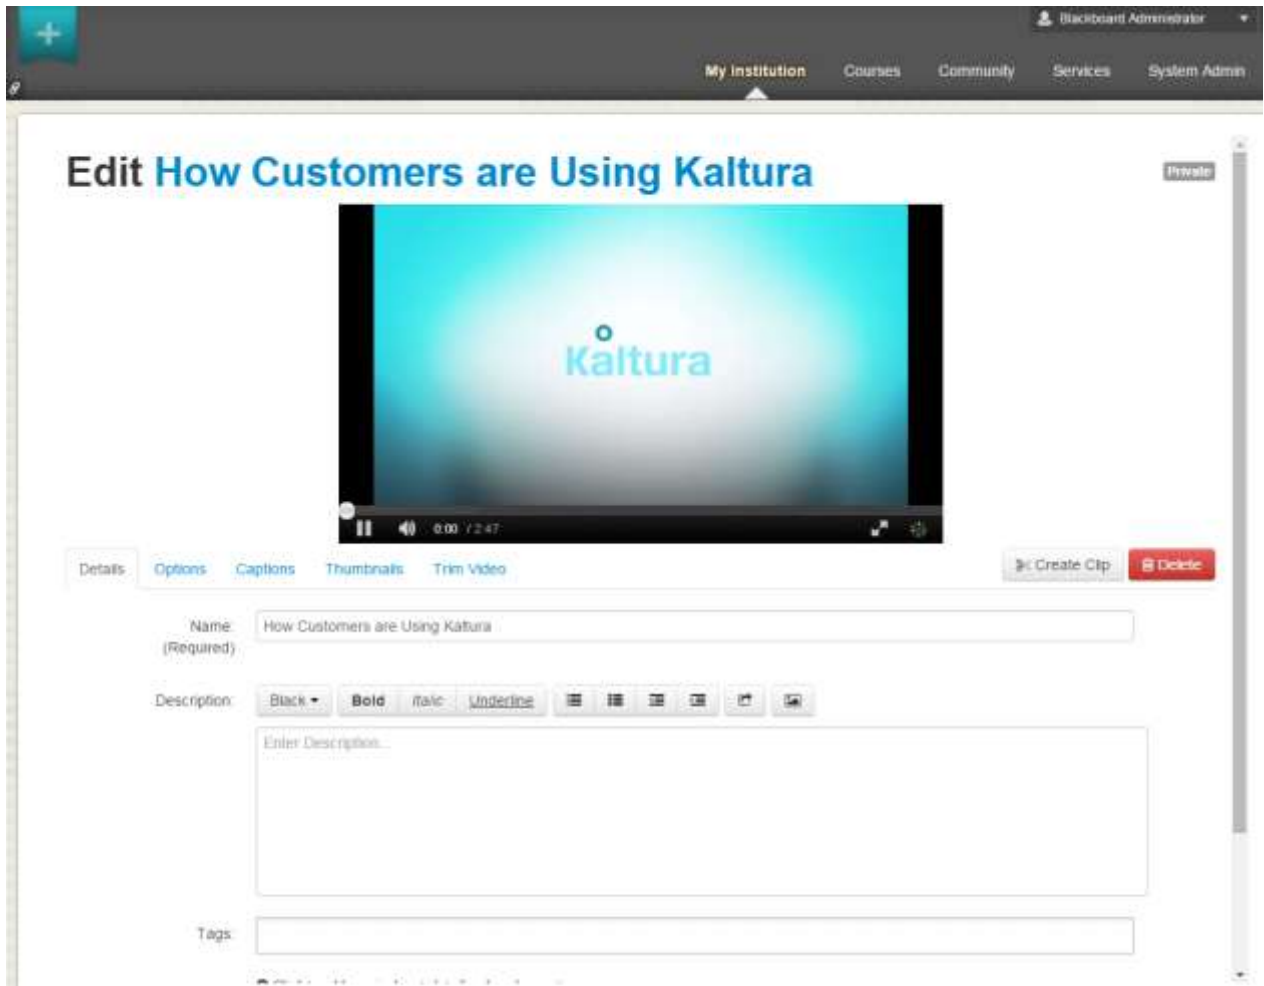 Blackboard Administrator
My Institution Courses Community Services System Admin
Edit How Customers are Using Kaltura
Private
Kaltura
0:00 / 2:47
Details Options Captions Thumbnails Trim Video Create Clip Delete
Name:
(Required)
How Customers are Using Kaltura
Description:
Black Bold Italic Underline
Enter Description...
Tags: